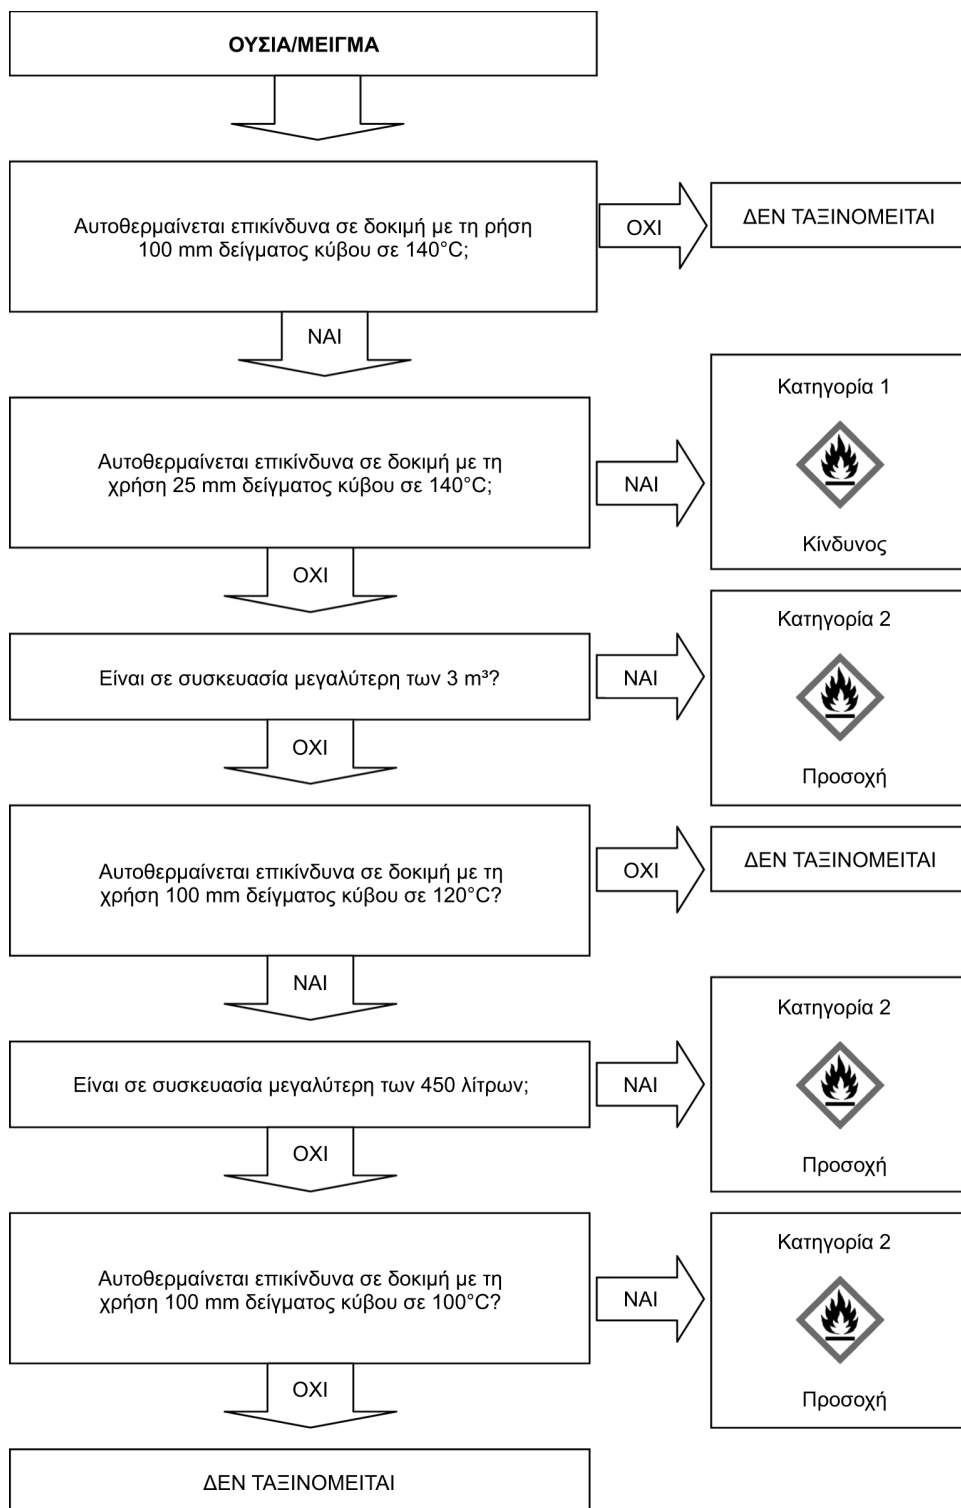 ΟΥΣΙΑ/ΜΕΙΓΜΑ
Αυτοθερμαίνεται επικίνδυνα σε δοκιμή με τη ρήση
100 mm δείγματος κύβου σε 140°C;
ΟΧΙ
ΔΕΝ ΤΑΞΙΝΟΜΕΙΤΑΙ
ΝΑΙ
Αυτοθερμαίνεται επικίνδυνα σε δοκιμή με τη
χρήση 25 mm δείγματος κύβου σε 140°C;
ΝΑΙ
Κατηγορία 1
Κίνδυνος
ΟΧΙ
Είναι σε συσκευασία μεγαλύτερη των 3 m³?
ΝΑΙ
Κατηγορία 2
Προσοχή
ΟΧΙ
Αυτοθερμαίνεται επικίνδυνα σε δοκιμή με τη
χρήση 100 mm δείγματος κύβου σε 120°C?
ΟΧΙ
ΔΕΝ ΤΑΞΙΝΟΜΕΙΤΑΙ
ΝΑΙ
Είναι σε συσκευασία μεγαλύτερη των 450 λίτρων;
ΝΑΙ
Κατηγορία 2
Προσοχή
ΟΧΙ
Αυτοθερμαίνεται επικίνδυνα σε δοκιμή με τη
χρήση 100 mm δείγματος κύβου σε 100°C?
ΝΑΙ
Κατηγορία 2
Προσοχή
ΟΧΙ
ΔΕΝ ΤΑΞΙΝΟΜΕΙΤΑΙ